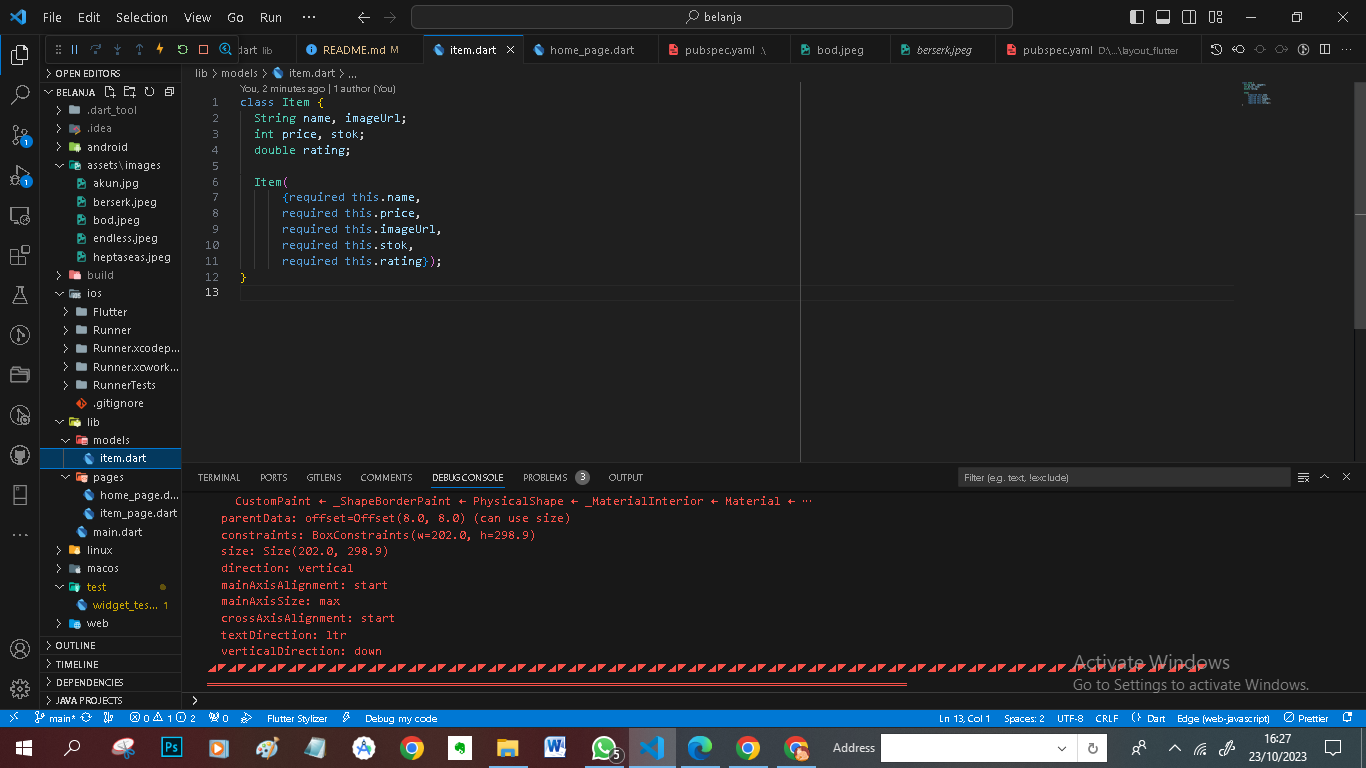 File Edit Selection View Go Run ··· belanja
dart lib README.md M item.dart home_page.dart pubspec.yaml \ bod.jpeg berserk.jpeg pubspec.yaml D:\...\layout_flutter
OPEN EDITORS
BELANJA
.dart_tool
.idea
android
assets\images
akun.jpg
berserk.jpeg
bod.jpeg
endless.jpeg
heptaseas.jpeg
build
ios
Flutter
Runner
Runner.xcodep...
Runner.xcwork...
RunnerTests
.gitignore
lib
models
item.dart
pages
home_page.d...
item_page.dart
main.dart
linux
macos
test
widget_tes... 1
web
OUTLINE
TIMELINE
DEPENDENCIES
JAVA PROJECTS
1
1
lib > models > item.dart > ...
You, 2 minutes ago | 1 author (You)
1 class Item {
2 String name, imageUrl;
3 int price, stok;
4 double rating;
5
6 Item(
7 {required this.name,
8 required this.price,
9 required this.imageUrl,
10 required this.stok,
11 required this.rating});
12 }
13
TERMINAL PORTS GITLENS COMMENTS DEBUG CONSOLE PROBLEMS 3 OUTPUT Filter (e.g. text, !exclude)
CustomPaint ← _ShapeBorderPaint ← PhysicalShape ← _MaterialInterior ← Material ← ⋯
parentData: offset=Offset(8.0, 8.0) (can use size)
constraints: BoxConstraints(w=202.0, h=298.9)
size: Size(202.0, 298.9)
direction: vertical
mainAxisAlignment: start
mainAxisSize: max
crossAxisAlignment: start
textDirection: ltr
verticalDirection: down
Activate Windows
Go to Settings to activate Windows.
main* 0 1 2 0 Flutter Stylizer Debug my code Ln 13, Col 1 Spaces: 2 UTF-8 CRLF Dart Edge (web-javascript) Prettier
Ps W 5 Address 16:27
23/10/2023